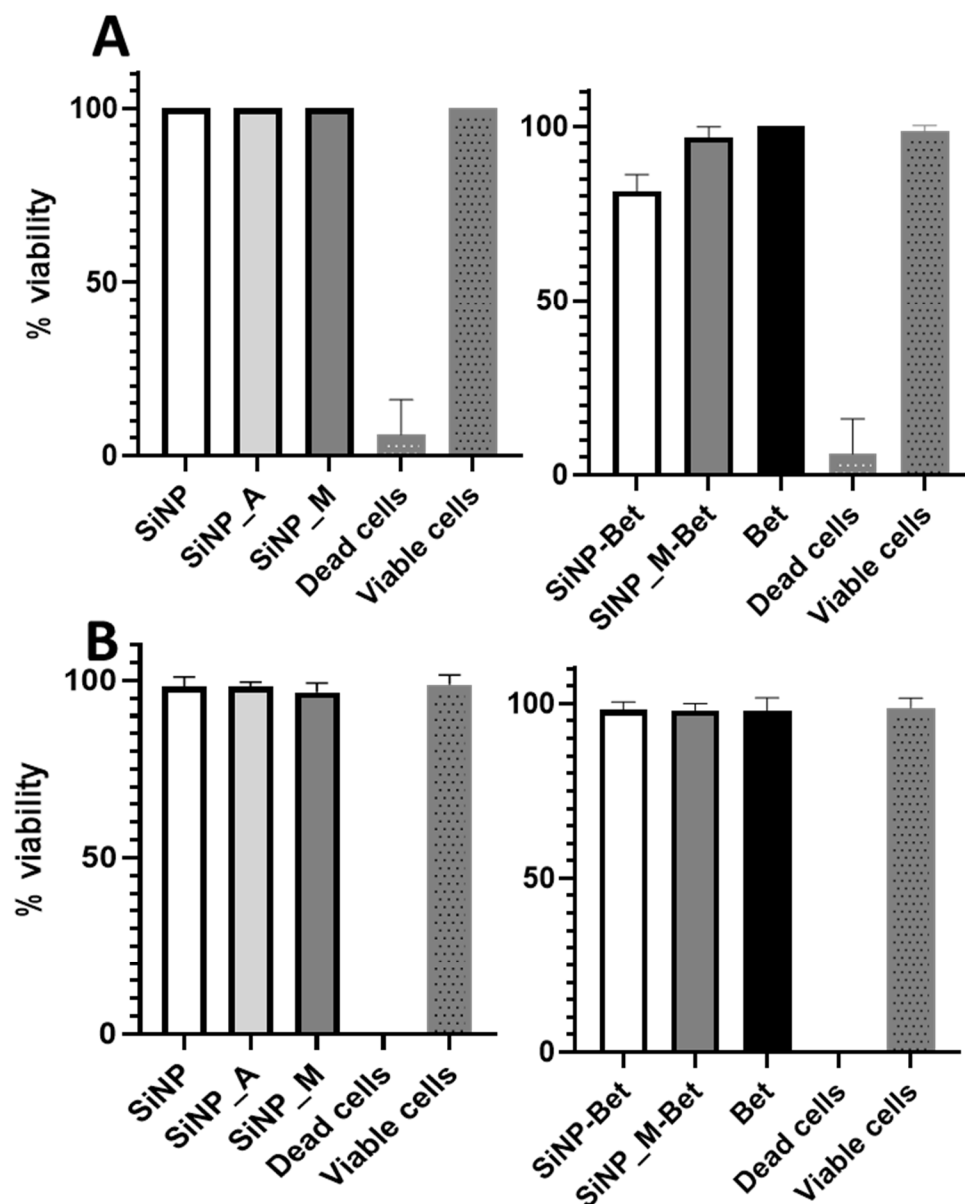 A
% viability
100
50
0
SiNP
SiNP_A
SiNP_M
Dead cells
Viable cells
100
50
0
SiNP-Bet
SINP_M-Bet
Bet
Dead cells
Viable cells
B
% viability
100
50
0
SiNP
SiNP_A
SiNP_M
Dead cells
Viable cells
100
50
0
SiNP-Bet
SiNP_M-Bet
Bet
Dead cells
Viable cells